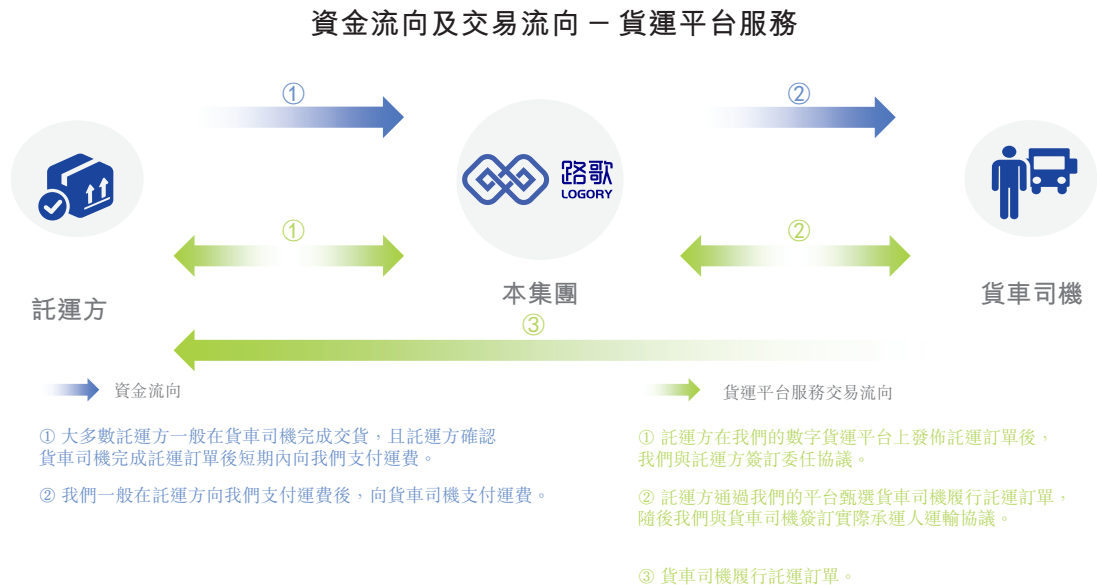 資金流向及交易流向 － 貨運平台服務
①
②
路歌
LOGORY
①
②
託運方
本集團
貨車司機
③
資金流向
貨運平台服務交易流向
① 大多數託運方一般在貨車司機完成交貨，且託運方確認
貨車司機完成託運訂單後短期內向我們支付運費。
② 我們一般在託運方向我們支付運費後，向貨車司機支付運費。
① 託運方在我們的數字貨運平台上發佈託運訂單後，
我們與託運方簽訂委任協議。
② 託運方通過我們的平台甄選貨車司機履行託運訂單，
隨後我們與貨車司機簽訂實際承運人運輸協議。
③ 貨車司機履行託運訂單。